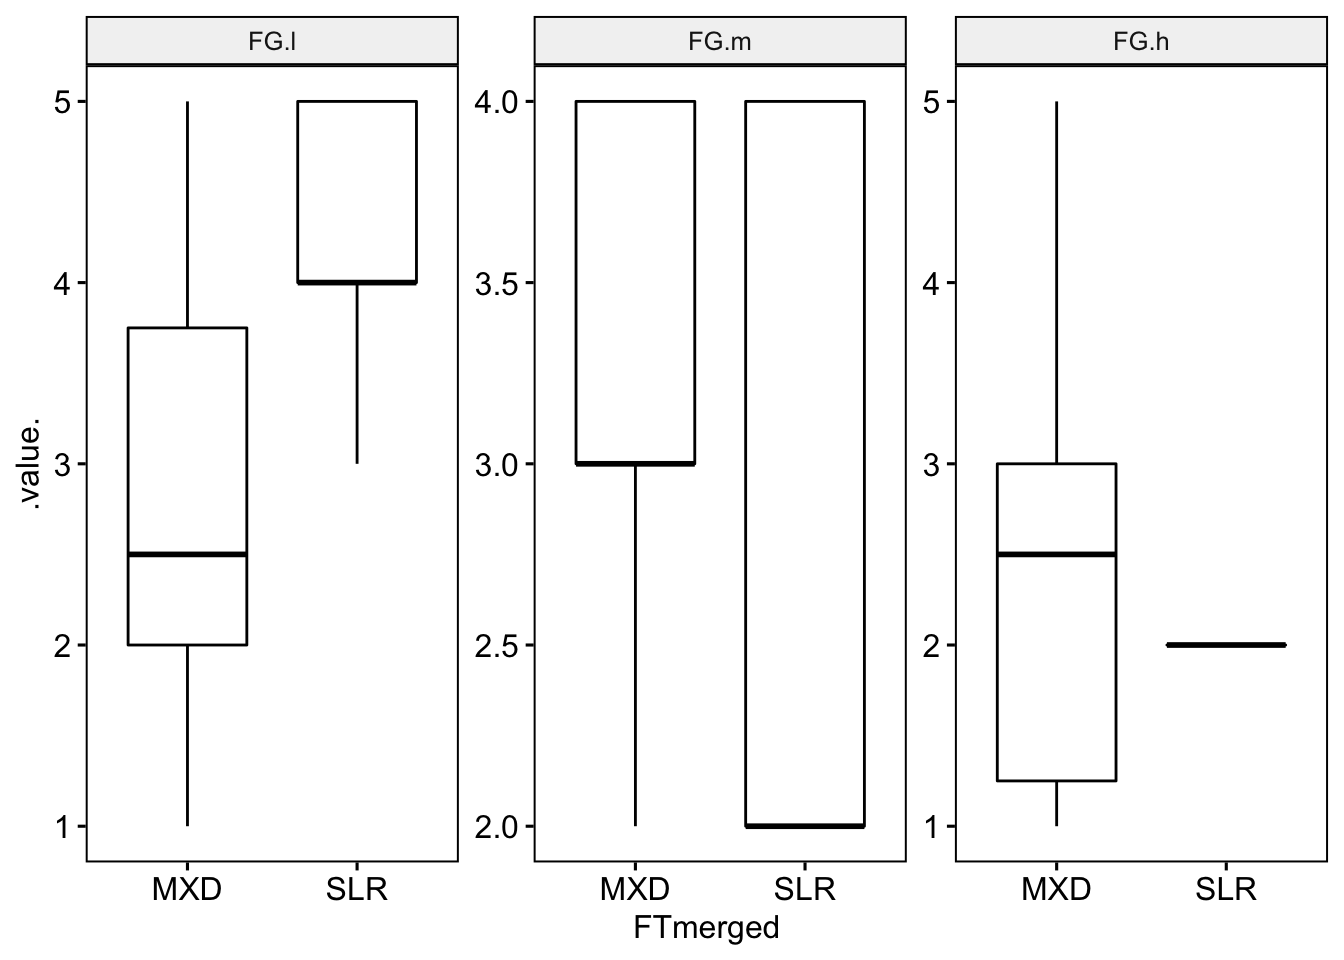 FG.l FG.m FG.h
5 4.0 5
4 3.5 4
3 3.0 3
2 2.5 2
1 2.0 1
.value.
MXD SLR MXD SLR MXD SLR
FTmerged